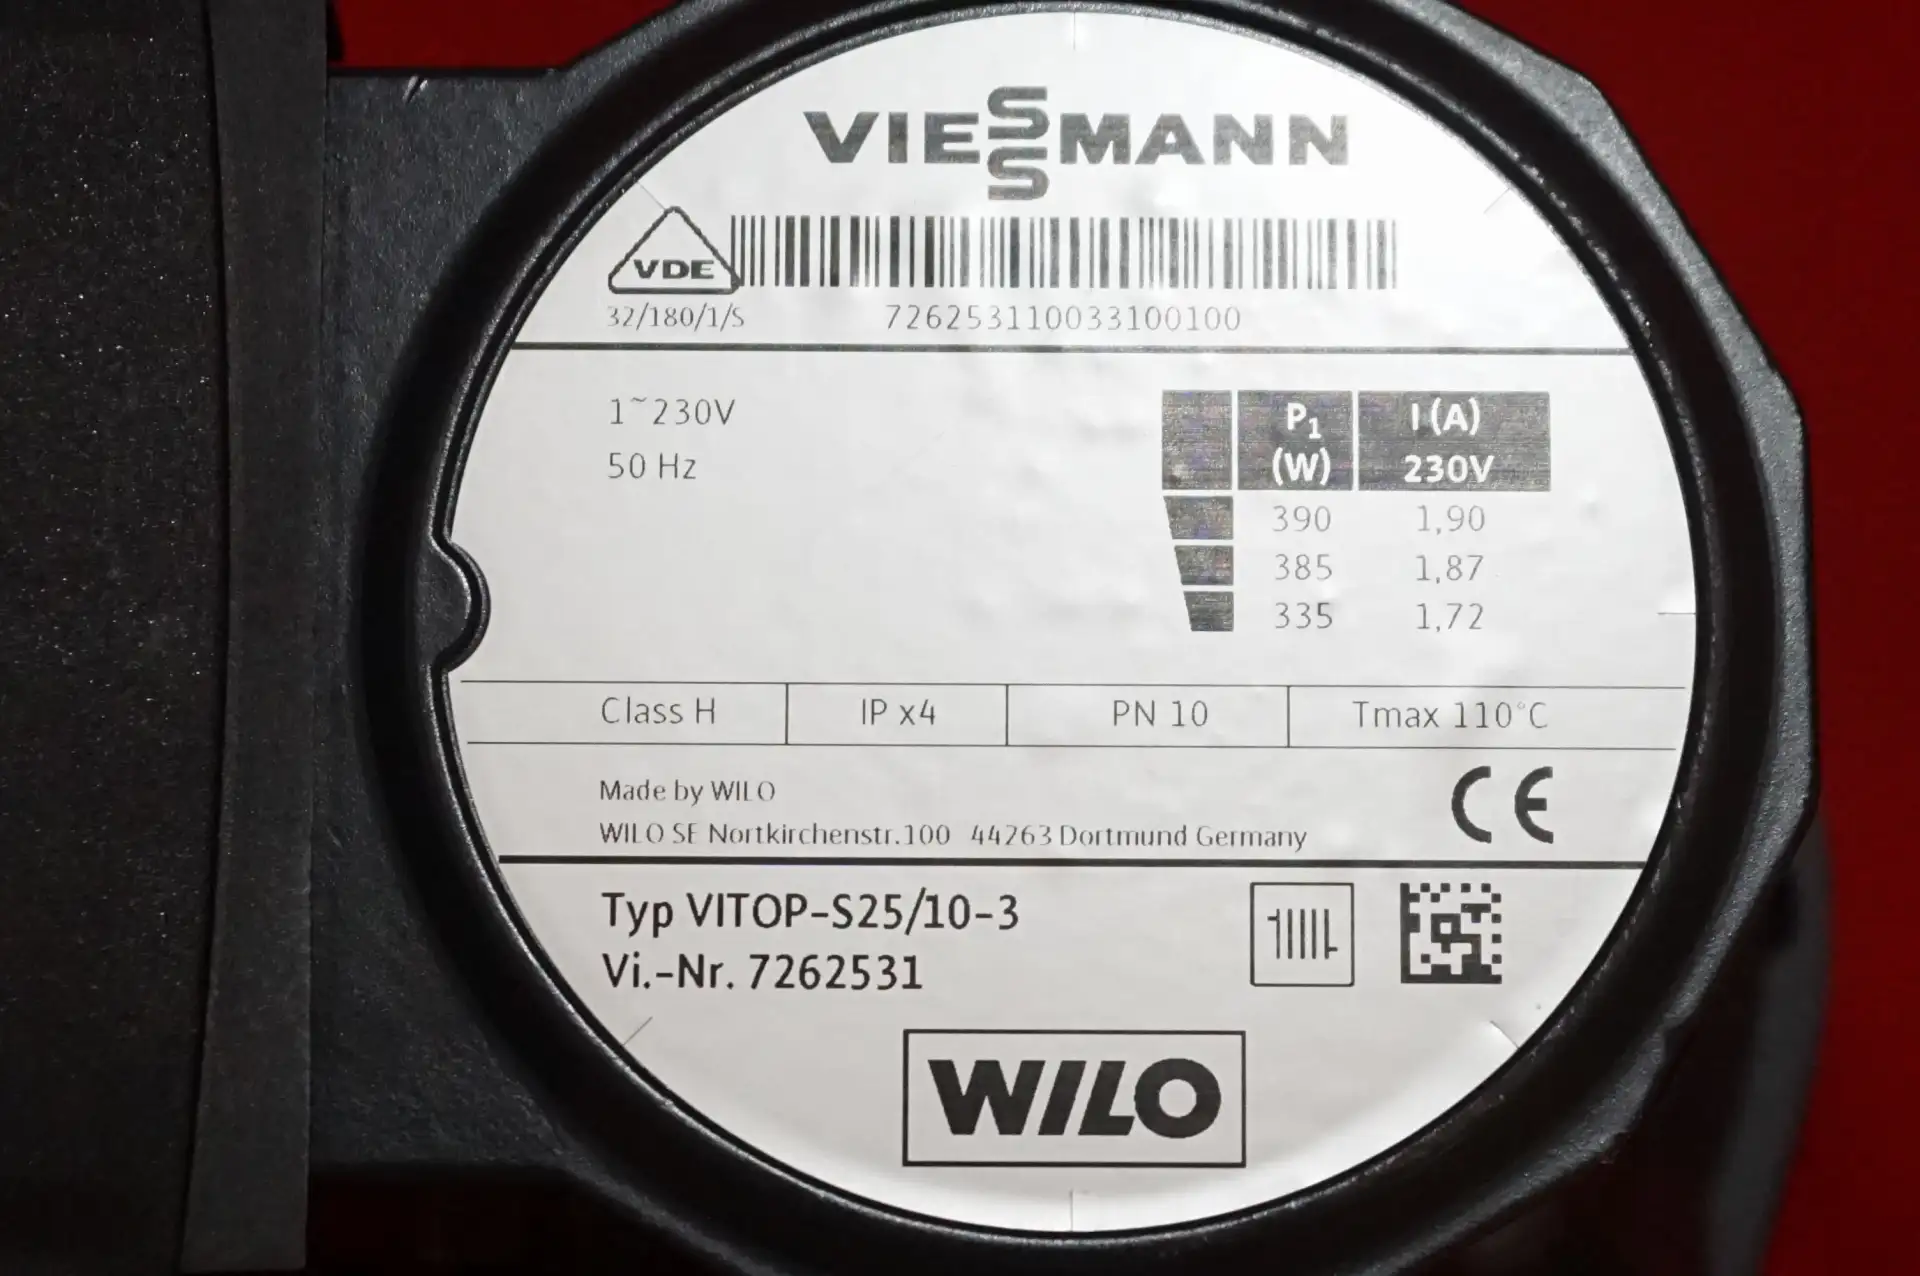 VIESSMANN
VDE
32/180/1/S 726253110033100100
1~230V
50 Hz
P1 I (A)
(W) 230V
390 1,90
385 1,87
335 1,72
Class H IP x4 PN 10 Tmax 110°C
Made by WILO
CE
WILO SE Nortkirchenstr.100 44263 Dortmund Germany
Typ VITOP-S25/10-3
Vi.-Nr. 7262531
WILO